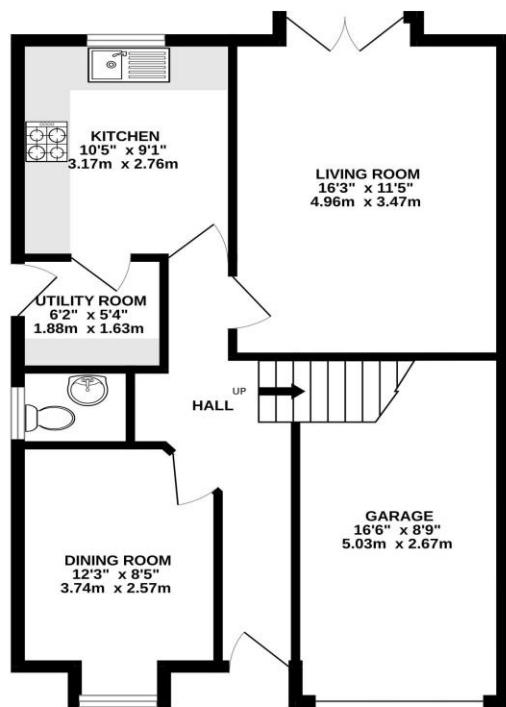 KITCHEN
10'5" x 9'1"
3.17m x 2.76m
LIVING ROOM
16'3" x 11'5"
4.96m x 3.47m
UTILITY ROOM
6'2" x 5'4"
1.88m x 1.63m
HALL
UP
GARAGE
16'6" x 8'9"
5.03m x 2.67m
DINING ROOM
12'3" x 8'5"
3.74m x 2.57m